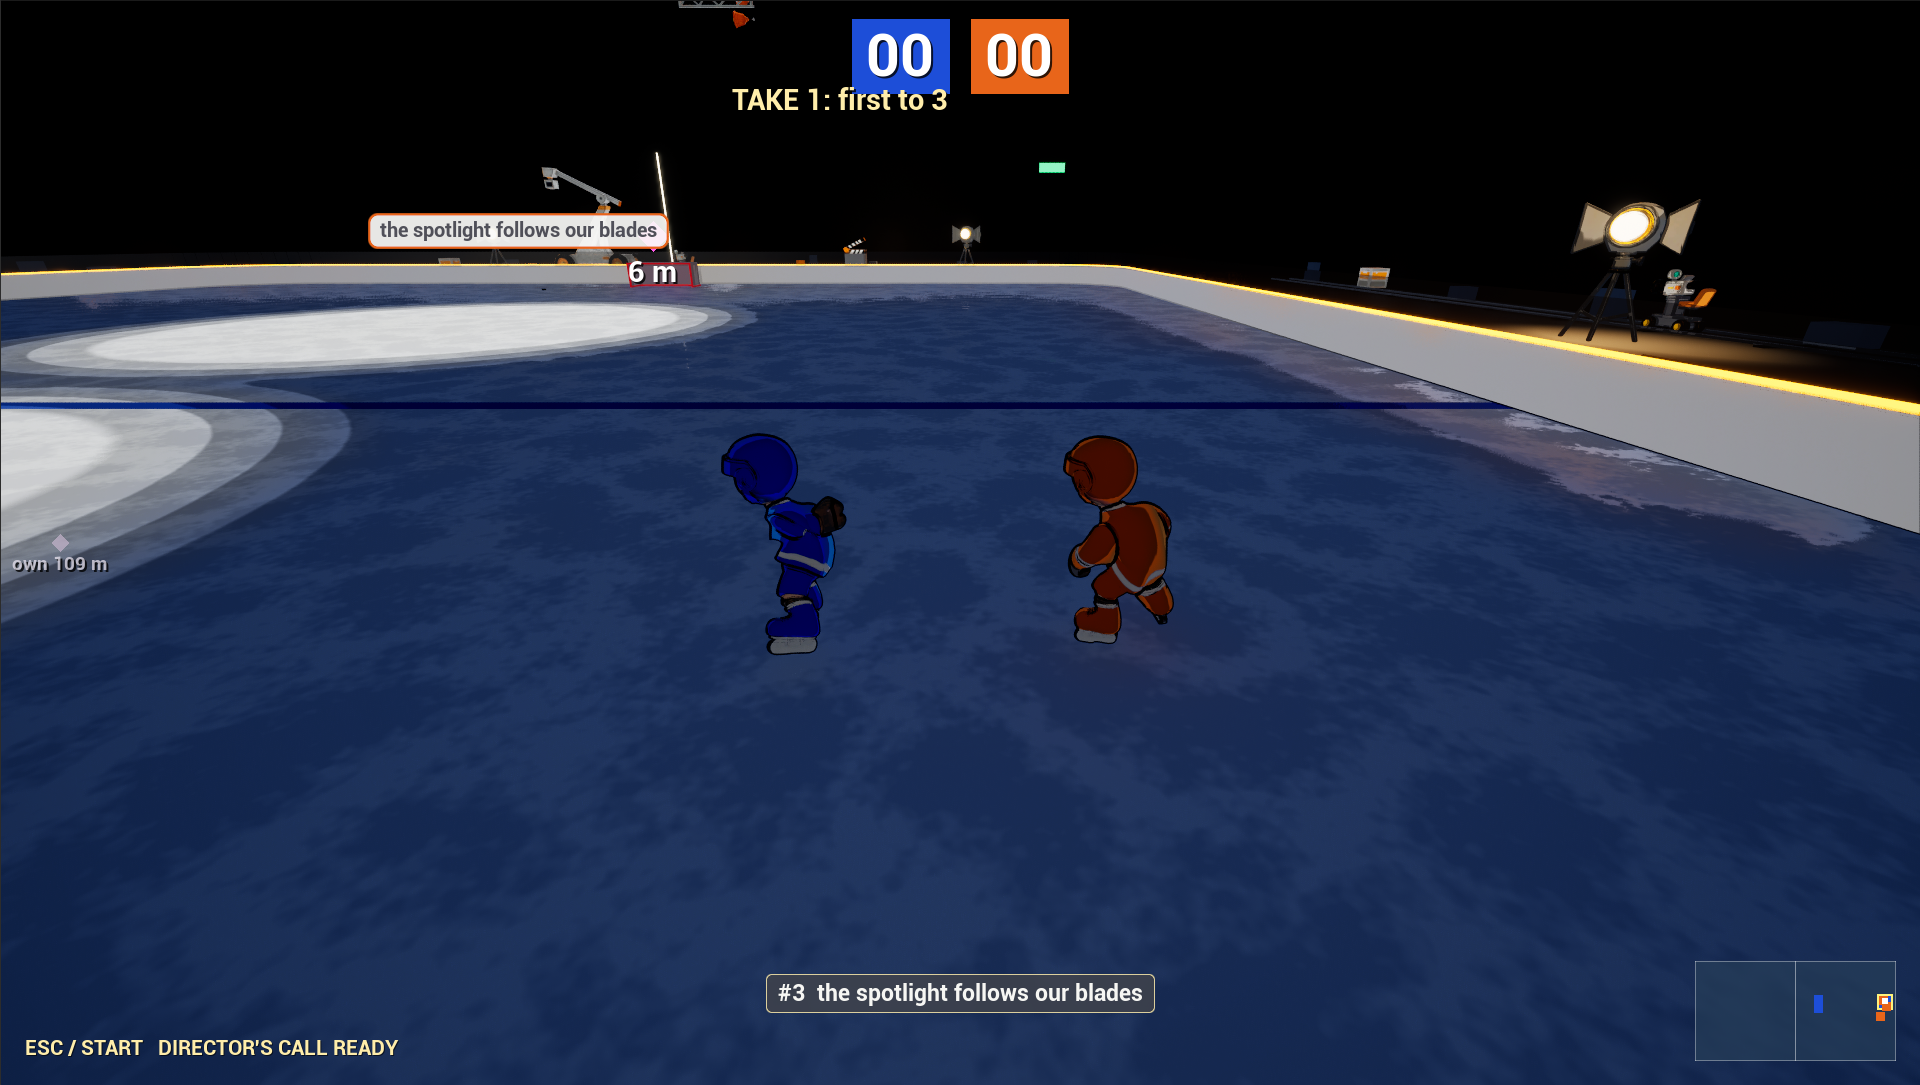 00 00
TAKE 1: first to 3
the spotlight follows our blades
6 m
own 109 m
#3 the spotlight follows our blades
ESC / START DIRECTOR'S CALL READY